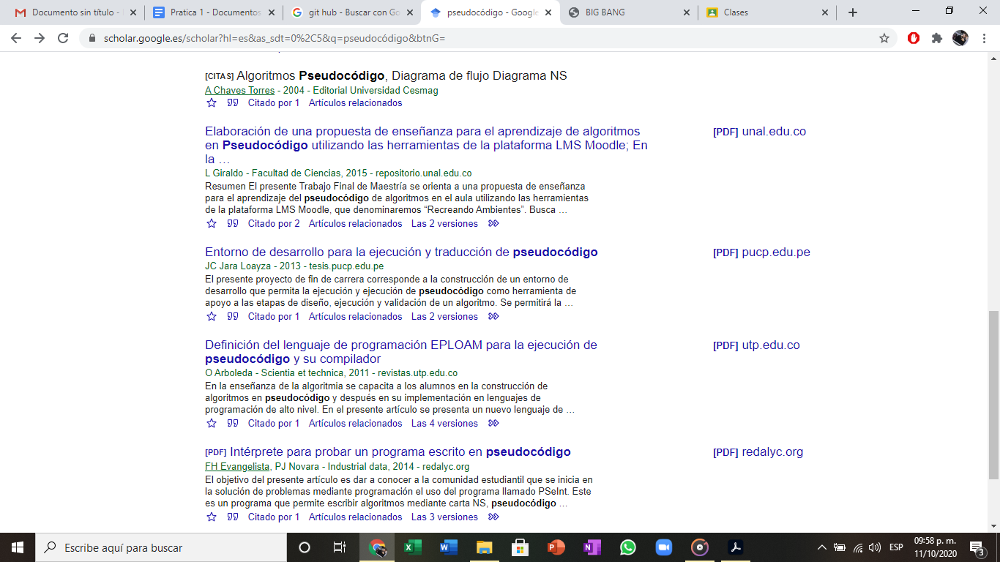 Documento sin título -
Pratica 1 - Documentos
git hub - Buscar con Go
pseudocódigo - Google
BIG BANG
Clases
scholar.google.es/scholar?hl=es&as_sdt=0%2C5&q=pseudocódigo&btnG=
[CITAS] Algoritmos Pseudocódigo, Diagrama de flujo Diagrama NS
A Chaves Torres - 2004 - Editorial Universidad Cesmag
Citado por 1 Artículos relacionados
Elaboración de una propuesta de enseñanza para el aprendizaje de algoritmos
en Pseudocódigo utilizando las herramientas de la plataforma LMS Moodle; En
la …
[PDF] unal.edu.co
L Giraldo - Facultad de Ciencias, 2015 - repositorio.unal.edu.co
Resumen El presente Trabajo Final de Maestría se orienta a una propuesta de enseñanza
para el aprendizaje del pseudocódigo de algoritmos en el aula utilizando las herramientas
de la plataforma LMS Moodle, que denominaremos “Recreando Ambientes”. Busca …
Citado por 2 Artículos relacionados Las 2 versiones
Entorno de desarrollo para la ejecución y traducción de pseudocódigo
[PDF] pucp.edu.pe
JC Jara Loayza - 2013 - tesis.pucp.edu.pe
El presente proyecto de fin de carrera corresponde a la construcción de un entorno de
desarrollo que permita la ejecución y ejecución de pseudocódigo como herramienta de
apoyo a las etapas de diseño, ejecución y validación de un algoritmo. Se permitirá la …
Citado por 1 Artículos relacionados Las 2 versiones
Definición del lenguaje de programación EPLOAM para la ejecución de
pseudocódigo y su compilador
[PDF] utp.edu.co
O Arboleda - Scientia et technica, 2011 - revistas.utp.edu.co
En la enseñanza de la algoritmia se capacita a los alumnos en la construcción de
algoritmos en pseudocódigo y después en su implementación en lenguajes de
programación de alto nivel. En el presente artículo se presenta un nuevo lenguaje de …
Citado por 1 Artículos relacionados Las 4 versiones
[PDF] Intérprete para probar un programa escrito en pseudocódigo
[PDF] redalyc.org
FH Evangelista, PJ Novara - Industrial data, 2014 - redalyc.org
El objetivo del presente artículo es dar a conocer a la comunidad estudiantil que se inicia en
la solución de problemas mediante programación el uso del programa llamado PSeInt. Este
es un programa que permite escribir algoritmos mediante carta NS, pseudocódigo …
Citado por 1 Artículos relacionados Las 3 versiones
Escribe aquí para buscar
ESP
09:58 p. m.
11/10/2020
3